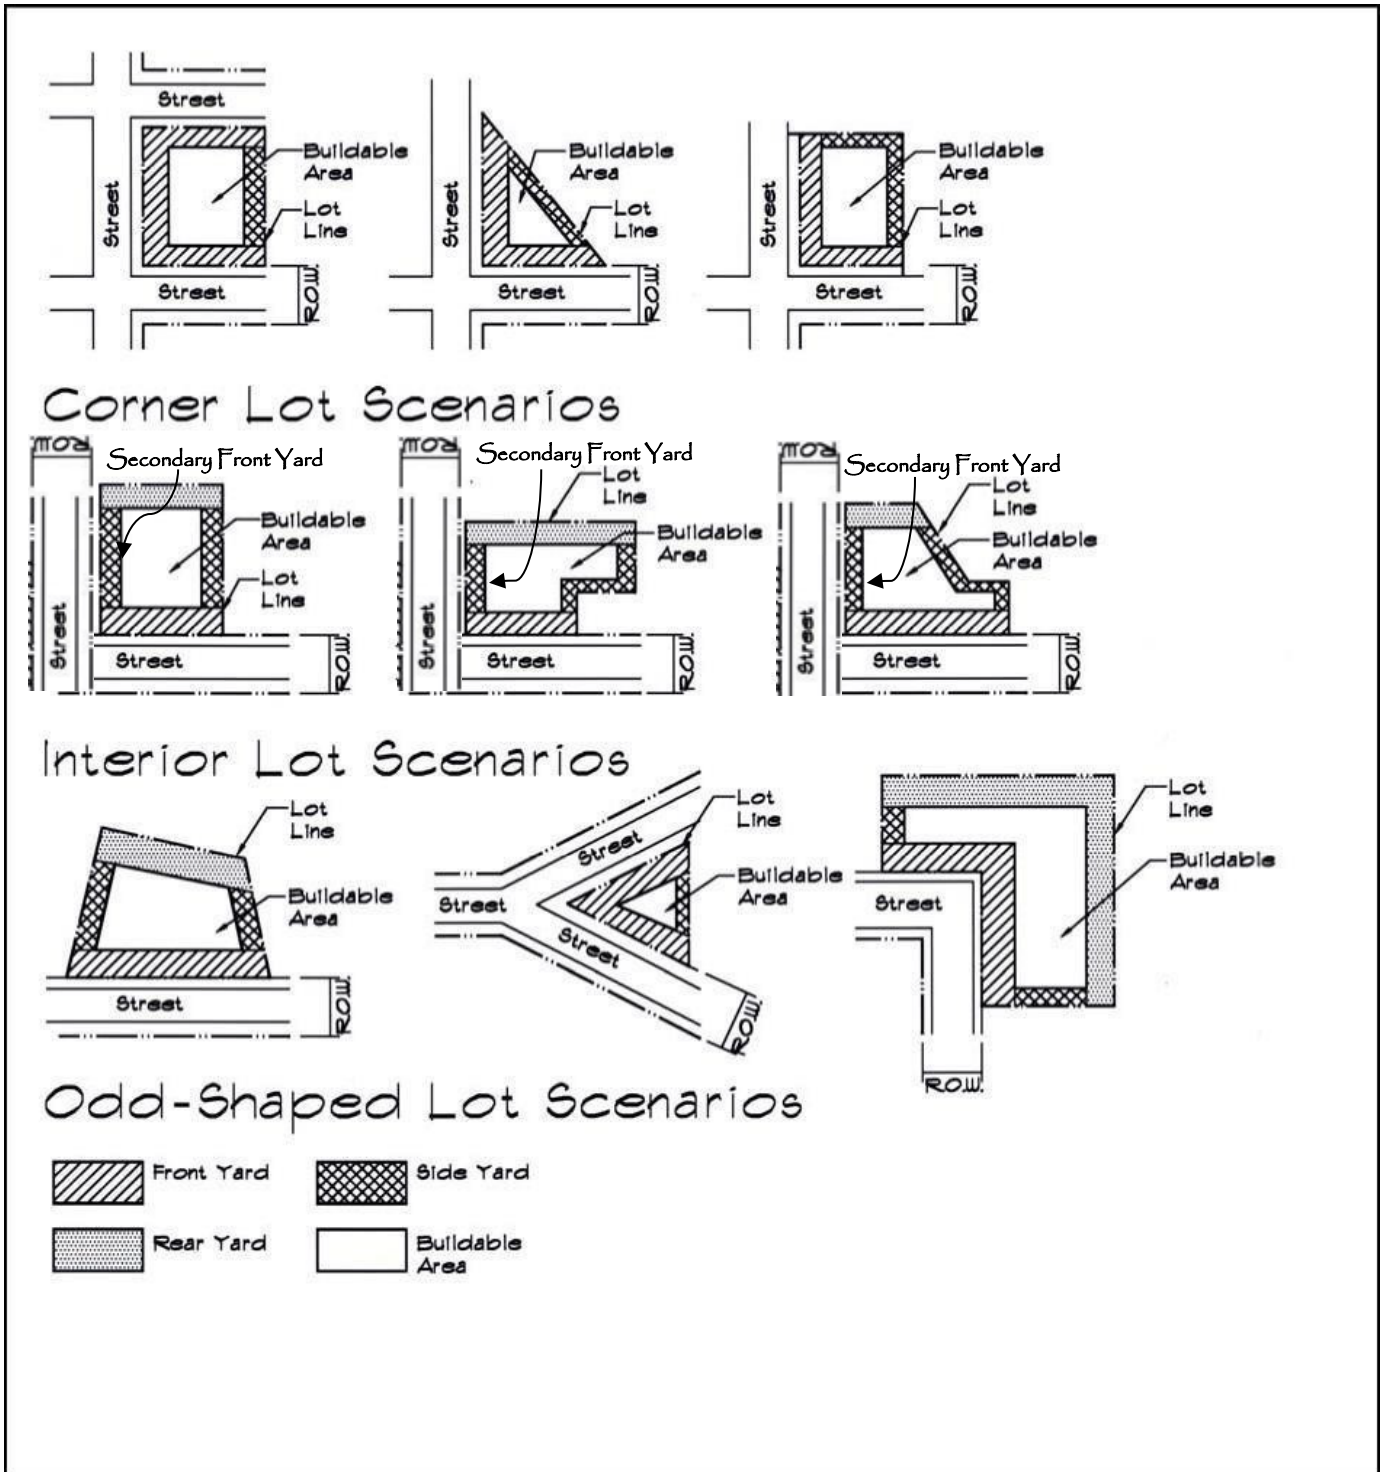 Street
Buildable
Area
Lot
Line
Street
Street
R.O.W.
Buildable
Area
Street
Lot
Line
Street
R.O.W.
Buildable
Area
Street
Lot
Line
Street
R.O.W.
Corner Lot Scenarios
ROW
Secondary Front Yard
Buildable
Area
Lot
Line
Street
Street
R.O.W.
ROW
Secondary Front Yard
Lot
Line
Buildable
Area
Street
Street
R.O.W.
ROW
Secondary Front Yard
Lot
Line
Buildable
Area
Street
Street
R.O.W.
Interior Lot Scenarios
Lot
Line
Buildable
Area
Street
R.O.W.
Lot
Line
Street
Buildable
Area
Street
Street
R.O.W.
Lot
Line
Buildable
Area
Street
R.O.W.
Odd-Shaped Lot Scenarios
Front Yard
Side Yard
Rear Yard
Buildable
Area